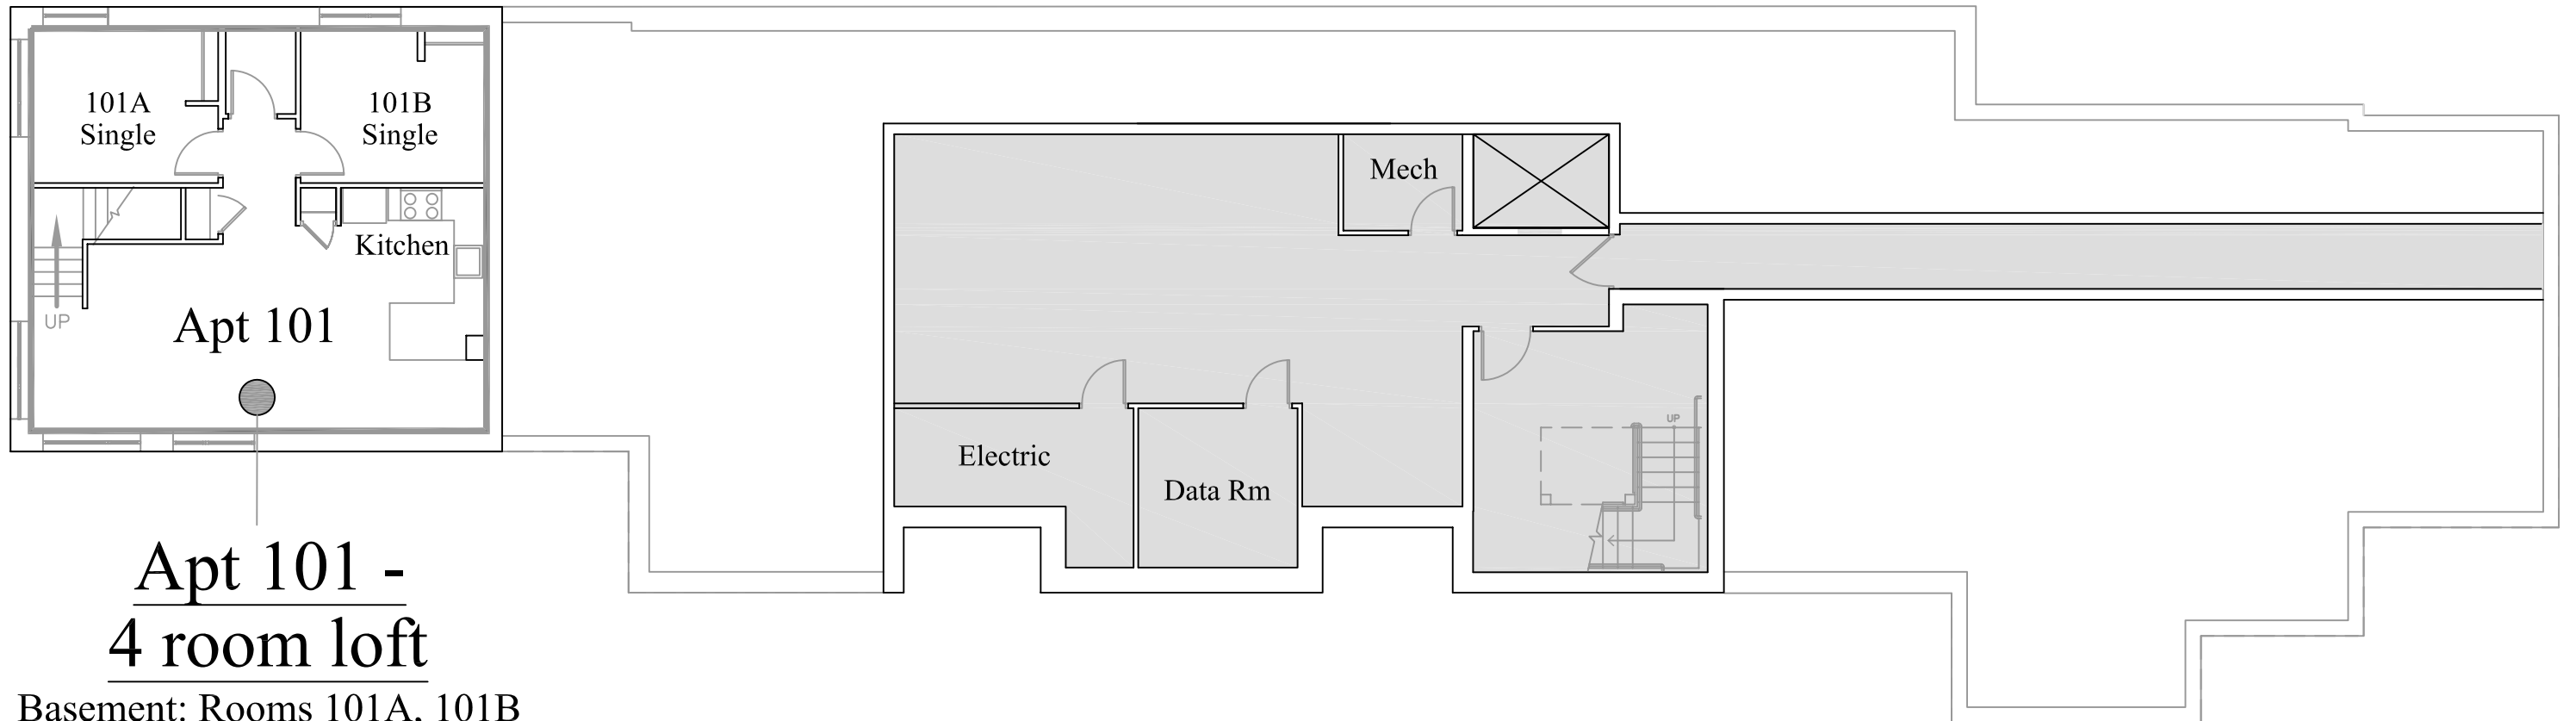 101A
Single
101B
Single
Kitchen
UP
Apt 101
Mech
Electric
Data Rm
UP
Apt 101 -
4 room loft
Basement: Rooms 101A, 101B